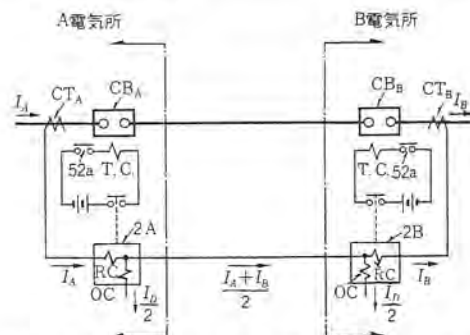 A電気所
B電気所
I_A
CT_A
CB_A
CB_B
CT_B
I_B
52a
T. C.
T. C.
52a
2A
2B
I_A
RC
OC
I_D/2
(I_A+I_B)/2
OC
RC
I_B
I_D/2